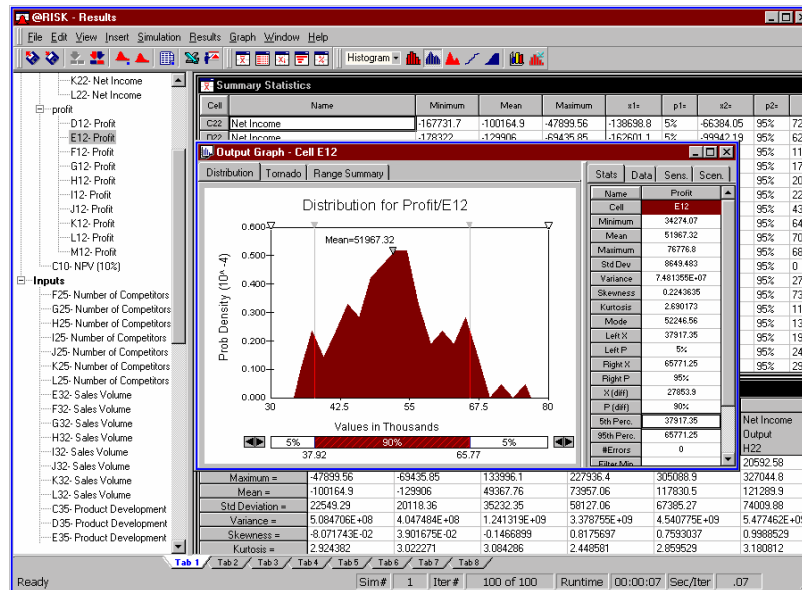 @RISK - Results
File Edit View Insert Simulation Results Graph Window Help
Histogram
K22- Net Income
L22- Net Income
profit
D12- Profit
E12- Profit
F12- Profit
G12- Profit
H12- Profit
I12- Profit
J12- Profit
K12- Profit
L12- Profit
M12- Profit
C10- NPV (10%)
Inputs
F25- Number of Competitors
G25- Number of Competitors
H25- Number of Competitors
I25- Number of Competitors
J25- Number of Competitors
K25- Number of Competitors
L25- Number of Competitors
E32- Sales Volume
F32- Sales Volume
G32- Sales Volume
H32- Sales Volume
I32- Sales Volume
J32- Sales Volume
K32- Sales Volume
L32- Sales Volume
C35- Product Development
D35- Product Development
E35- Product Development
Summary Statistics
Cell Name Minimum Mean Maximum x1= p1= x2= p2=
C22 Net Income -167731.7 -100164.9 -47899.56 -138698.8 5% -66384.05 95% 72
D22 Net Income -178322 -129906 -69435.85 -162601.1 5% -99942.19 95%
Output Graph - Cell E12
Distribution Tornado Range Summary
Distribution for Profit/E12
Mean=51967.32
Prob Density (10^ -4)
0.600
0.500
0.400
0.300
0.200
0.100
0.000
30 42.5 55 67.5 80
Values in Thousands
5% 90% 5%
37.92 65.77
Stats Data Sens. Scen.
Name Profit
Cell E12
Minimum 34274.07
Mean 51967.32
Maximum 76776.8
Std Dev 8649.483
Variance 7.481355E+07
Skewness 0.2243635
Kurtosis 2.690173
Mode 52246.56
Left X 37917.35
Left P 5%
Right X 65771.25
Right P 95%
X (diff) 27853.9
P (diff) 90%
5th Perc. 37917.35
95th Perc. 65771.25
#Errors 0
Filter Min
Net Income
Output
H22
20592.58
Maximum = -47899.56 -69435.85 133996.1 227936.4 305088.9 327044.8
Mean = -100164.9 -129906 49367.76 73957.06 117830.5 121289.9
Std Deviation = 22549.29 20118.36 35232.35 58127.06 67385.27 74009.88
Variance = 5.084706E+08 4.047484E+08 1.241319E+09 3.378755E+09 4.540775E+09 5.477462E+0
Skewness = -8.071743E-02 3.901675E-02 -0.1466899 0.8175697 0.7593037 0.9988529
Kurtosis = 2.924382 3.022271 3.084286 2.448581 2.859529 3.180812
Tab 1 Tab 2 Tab 3 Tab 4 Tab 5 Tab 6 Tab 7 Tab 8
Ready Sim# 1 Iter# 100 of 100 Runtime 00:00:07 Sec/Iter .07